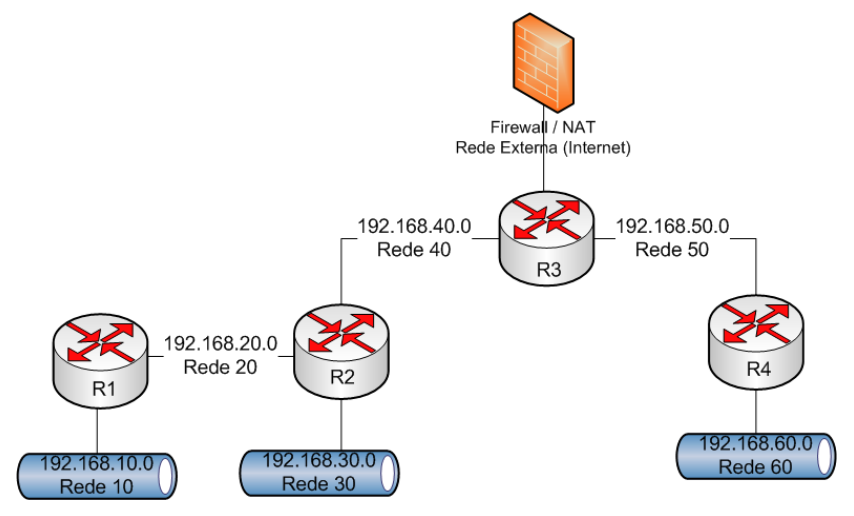 Firewall / NAT
Rede Externa (Internet)
192.168.40.0
Rede 40
192.168.50.0
Rede 50
R3
192.168.20.0
Rede 20
R1
R2
R4
192.168.10.0
Rede 10
192.168.30.0
Rede 30
192.168.60.0
Rede 60